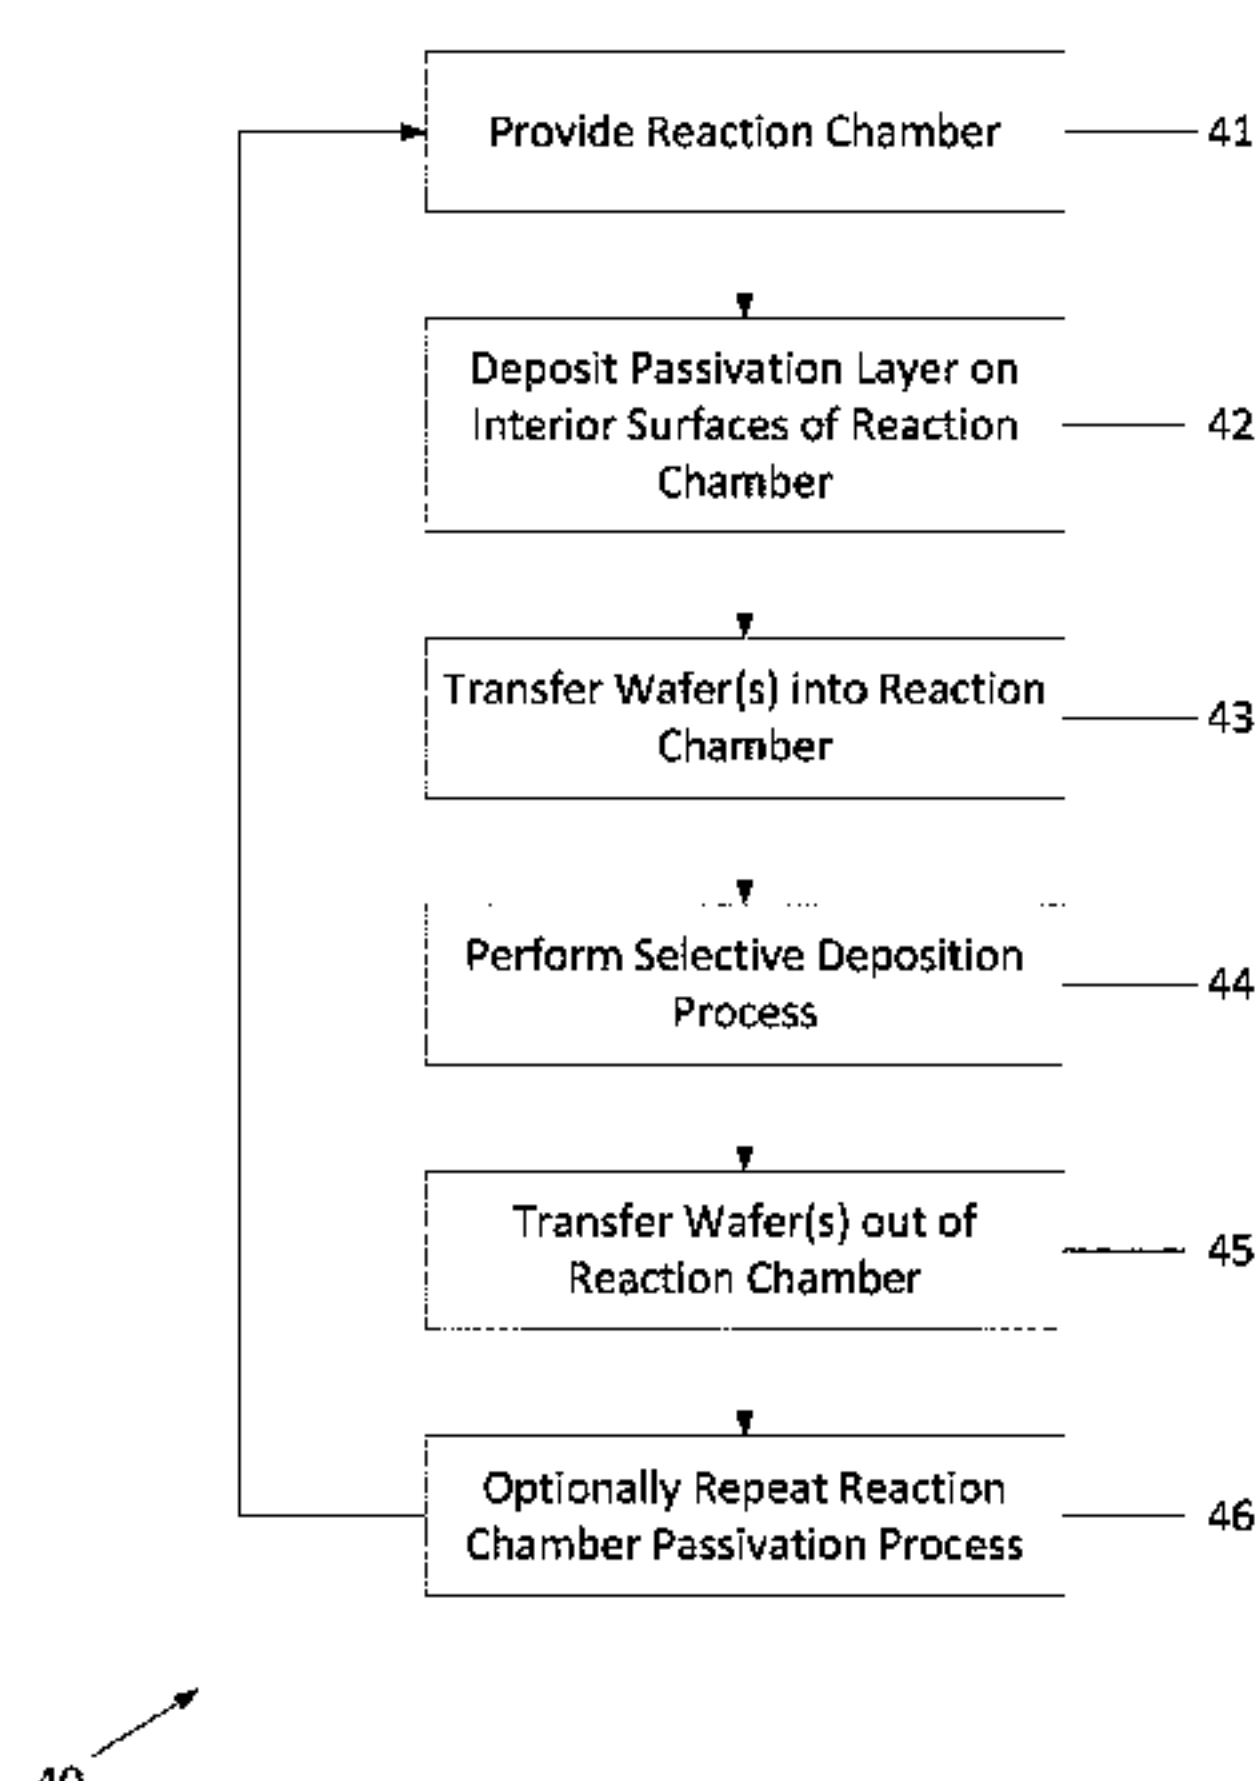 Provide Reaction Chamber
41
Deposit Passivation Layer on
Interior Surfaces of Reaction
Chamber
42
Transfer Wafer(s) into Reaction
Chamber
43
Perform Selective Deposition
Process
44
Transfer Wafer(s) out of
Reaction Chamber
45
Optionally Repeat Reaction
Chamber Passivation Process
46
40